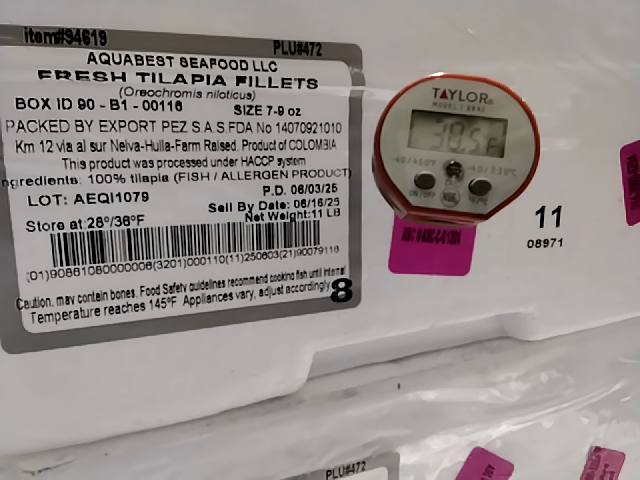 item#94619
PLU#472
AQUABEST SEAFOOD LLC
FRESH TILAPIA FILLETS
(Oreochromis niloticus)
BOX ID 90 - B1 - 00116 SIZE 7-9 oz
PACKED BY EXPORT PEZ S.A.S.FDA No 14070921010
Km 12 via al sur Neiva-Huila-Farm Raised. Product of COLOMBIA
This product was processed under HACCP system
ngredients: 100% tilapia (FISH / ALLERGEN PRODUCT)
P.D. 06/03/25
LOT: AEQI1079
Sell By Date: 06/16/25
Store at:28°/36°F
Net Weight:11 LB
(01)90861060000006(3201)000110(11)250603(21)90079110
Caution. may contain bones. Food Safety guidelines recommend cooking fish until internal
Temperature reaches 145°F Appliances vary, adjust accordingly
8
TAYLOR
30.5 F
ON/OFF
11
08971
PLU#472